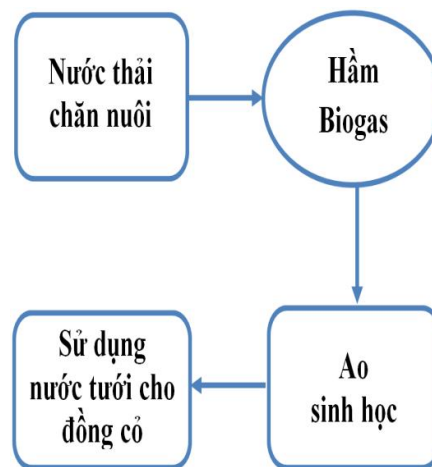 Nước thải
chăn nuôi
Hầm
Biogas
Ao
sinh học
Sử dụng
nước tưới cho
đồng cỏ